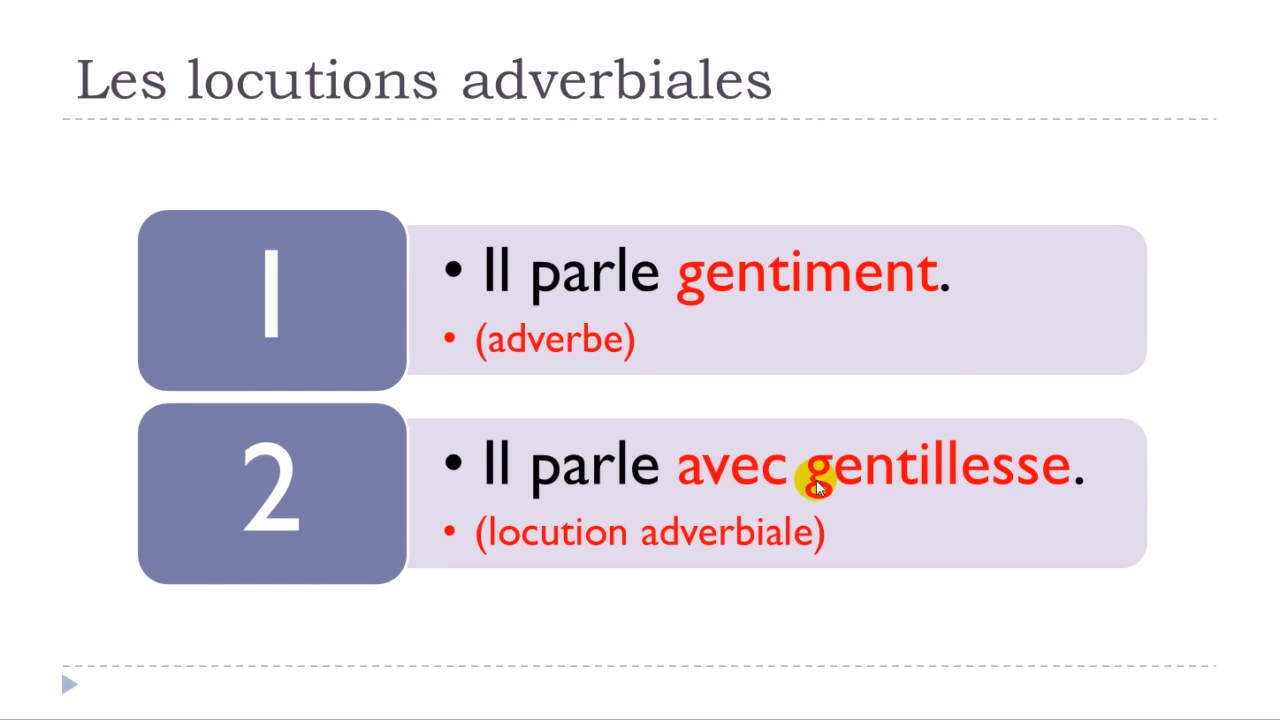 Les locutions adverbiales
1
• Il parle gentiment.
• (adverbe)
2
• Il parle avec gentillesse.
• (locution adverbiale)